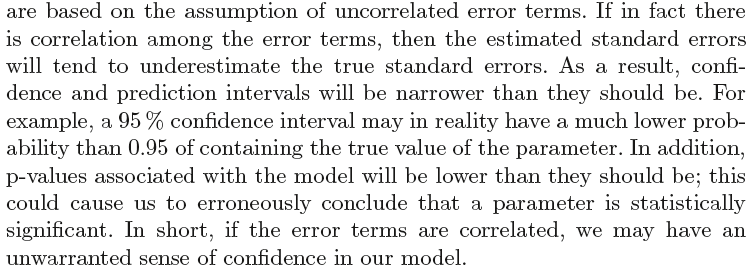 are based on the assumption of uncorrelated error terms. If in fact there
is correlation among the error terms, then the estimated standard errors
will tend to underestimate the true standard errors. As a result, confi-
dence and prediction intervals will be narrower than they should be. For
example, a 95 % confidence interval may in reality have a much lower prob-
ability than 0.95 of containing the true value of the parameter. In addition,
p-values associated with the model will be lower than they should be; this
could cause us to erroneously conclude that a parameter is statistically
significant. In short, if the error terms are correlated, we may have an
unwarranted sense of confidence in our model.